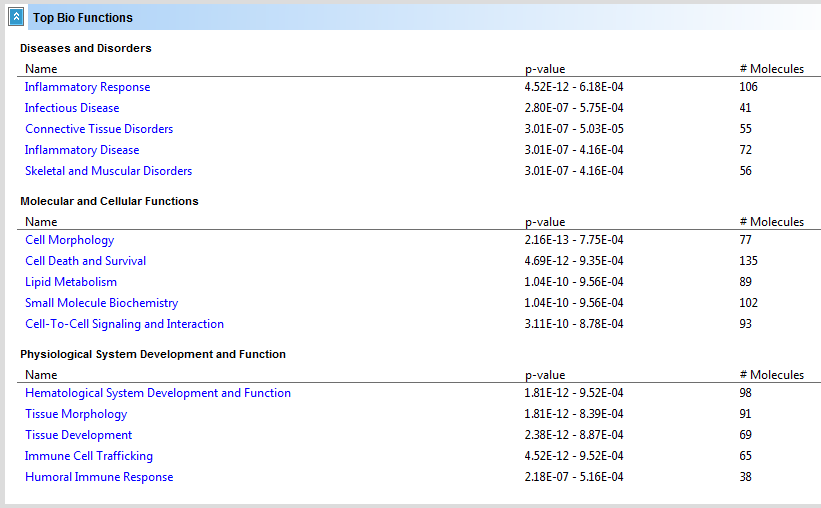 Top Bio Functions
Diseases and Disorders
Name p-value # Molecules
Inflammatory Response 4.52E-12 - 6.18E-04 106
Infectious Disease 2.80E-07 - 5.75E-04 41
Connective Tissue Disorders 3.01E-07 - 5.03E-05 55
Inflammatory Disease 3.01E-07 - 4.16E-04 72
Skeletal and Muscular Disorders 3.01E-07 - 4.16E-04 56
Molecular and Cellular Functions
Name p-value # Molecules
Cell Morphology 2.16E-13 - 7.75E-04 77
Cell Death and Survival 4.69E-12 - 9.35E-04 135
Lipid Metabolism 1.04E-10 - 9.56E-04 89
Small Molecule Biochemistry 1.04E-10 - 9.56E-04 102
Cell-To-Cell Signaling and Interaction 3.11E-10 - 8.78E-04 93
Physiological System Development and Function
Name p-value # Molecules
Hematological System Development and Function 1.81E-12 - 9.52E-04 98
Tissue Morphology 1.81E-12 - 8.39E-04 91
Tissue Development 2.38E-12 - 8.87E-04 69
Immune Cell Trafficking 4.52E-12 - 9.52E-04 65
Humoral Immune Response 2.18E-07 - 5.16E-04 38